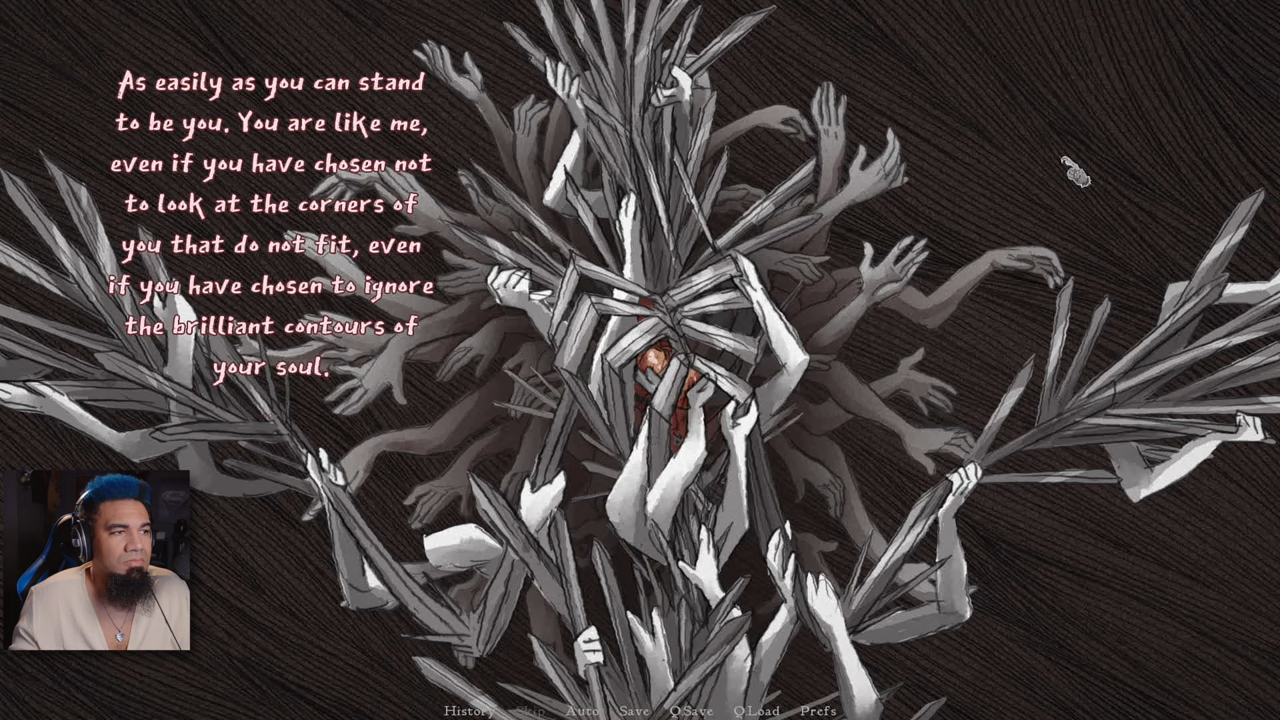 As easily as you can stand
to be you. You are like me,
even if you have chosen not
to look at the corners of
you that do not fit, even
if you have chosen to ignore
the brilliant contours of
your soul.
History Skip Auto Save Q.Save Q.Load Prefs